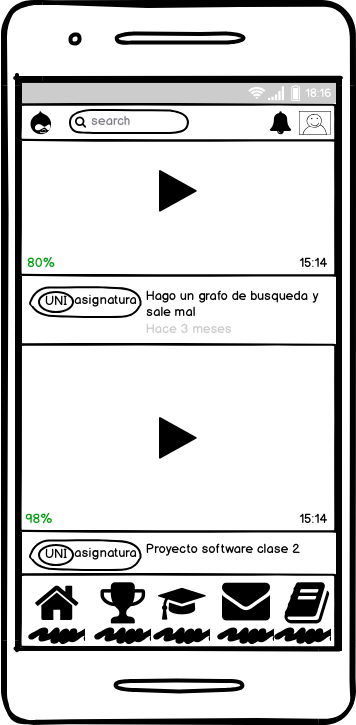 18:16
search
80% 15:14
UNI asignatura Hago un grafo de busqueda y
sale mal
Hace 3 meses
98% 15:14
UNI asignatura Proyecto software clase 2